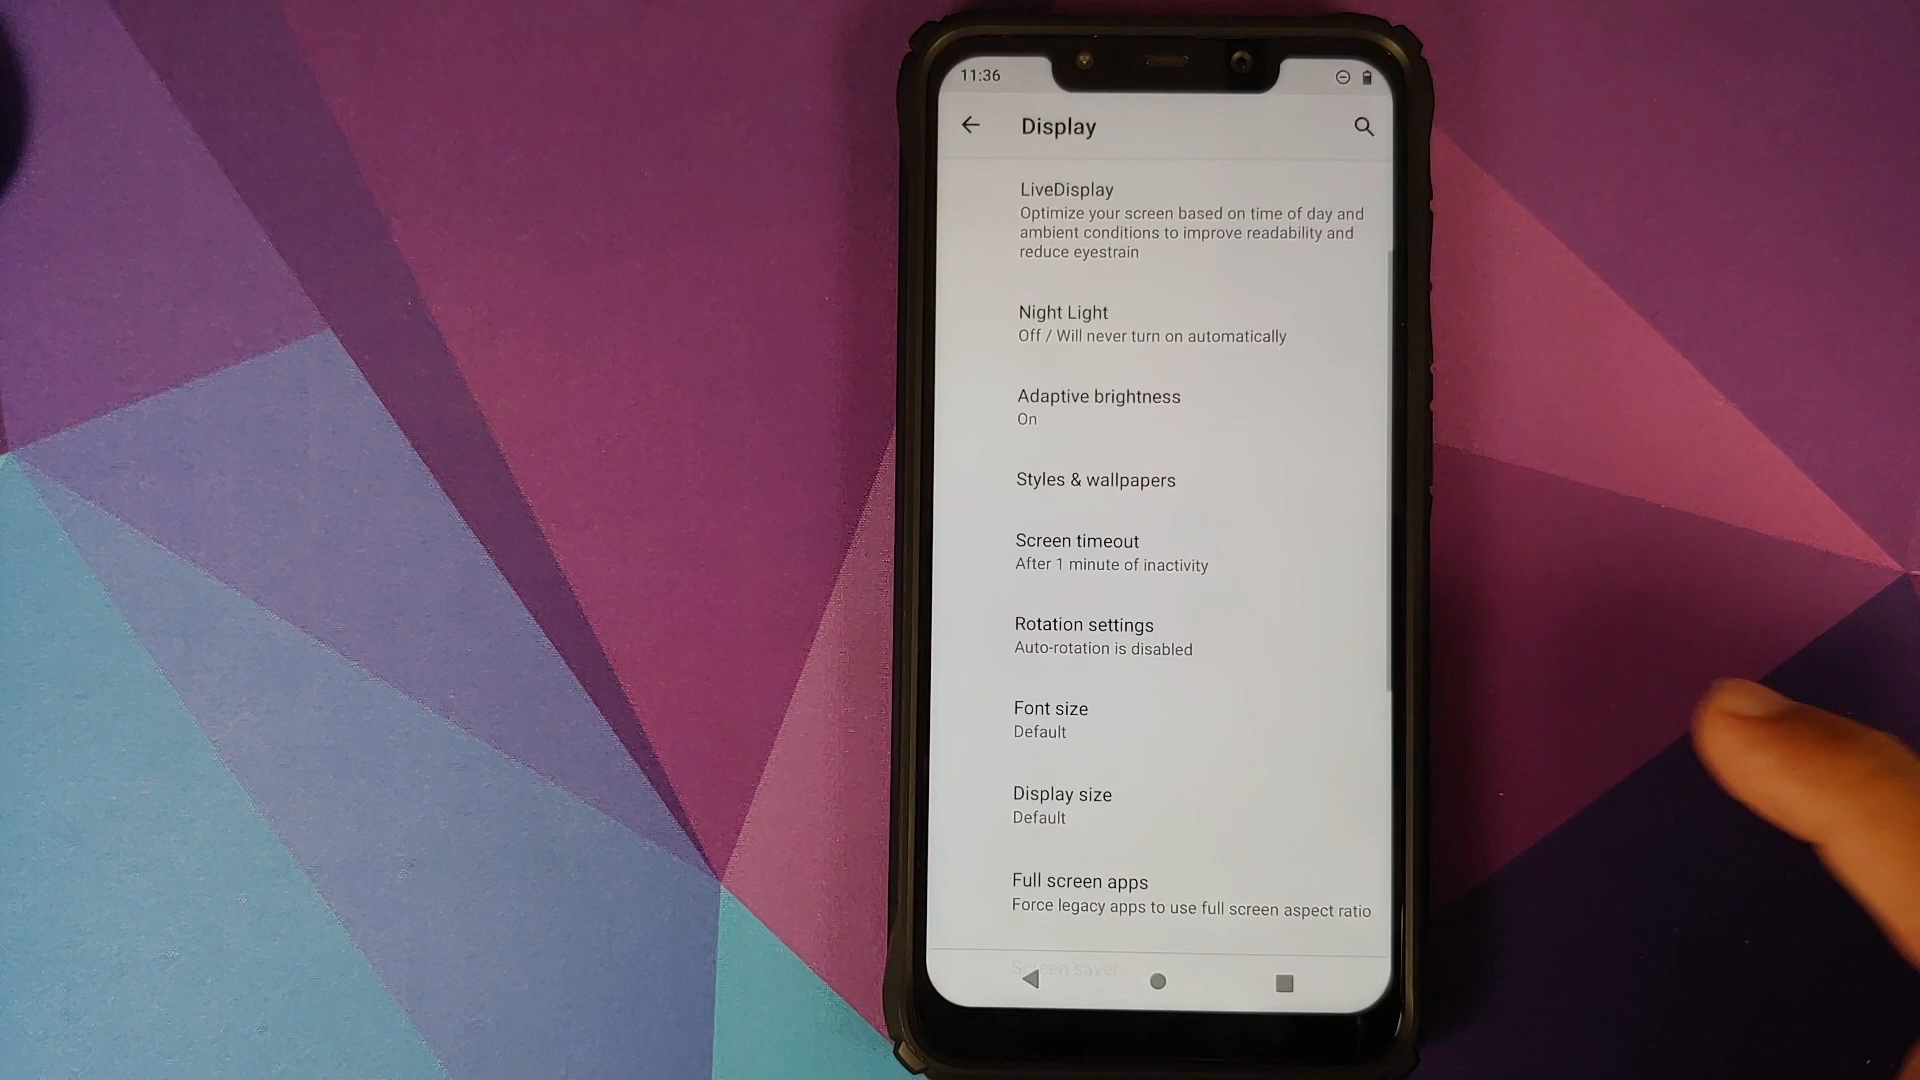 11:36
Display
LiveDisplay
Optimize your screen based on time of day and
ambient conditions to improve readability and
reduce eyestrain
Night Light
Off / Will never turn on automatically
Adaptive brightness
On
Styles & wallpapers
Screen timeout
After 1 minute of inactivity
Rotation settings
Auto-rotation is disabled
Font size
Default
Display size
Default
Full screen apps
Force legacy apps to use full screen aspect ratio
Screen saver